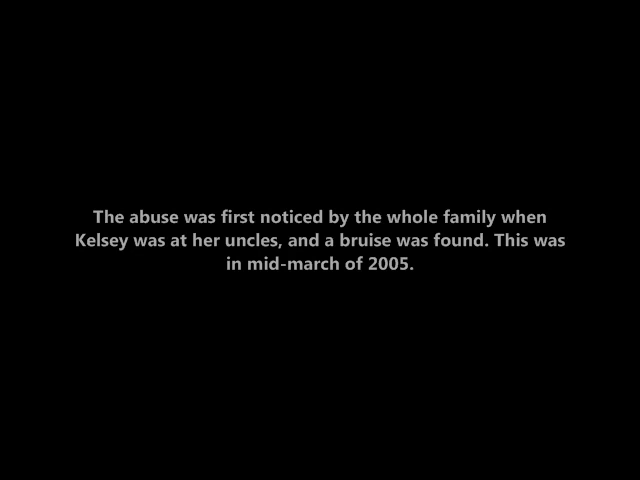 The abuse was first noticed by the whole family when
Kelsey was at her uncles, and a bruise was found. This was
in mid-march of 2005.